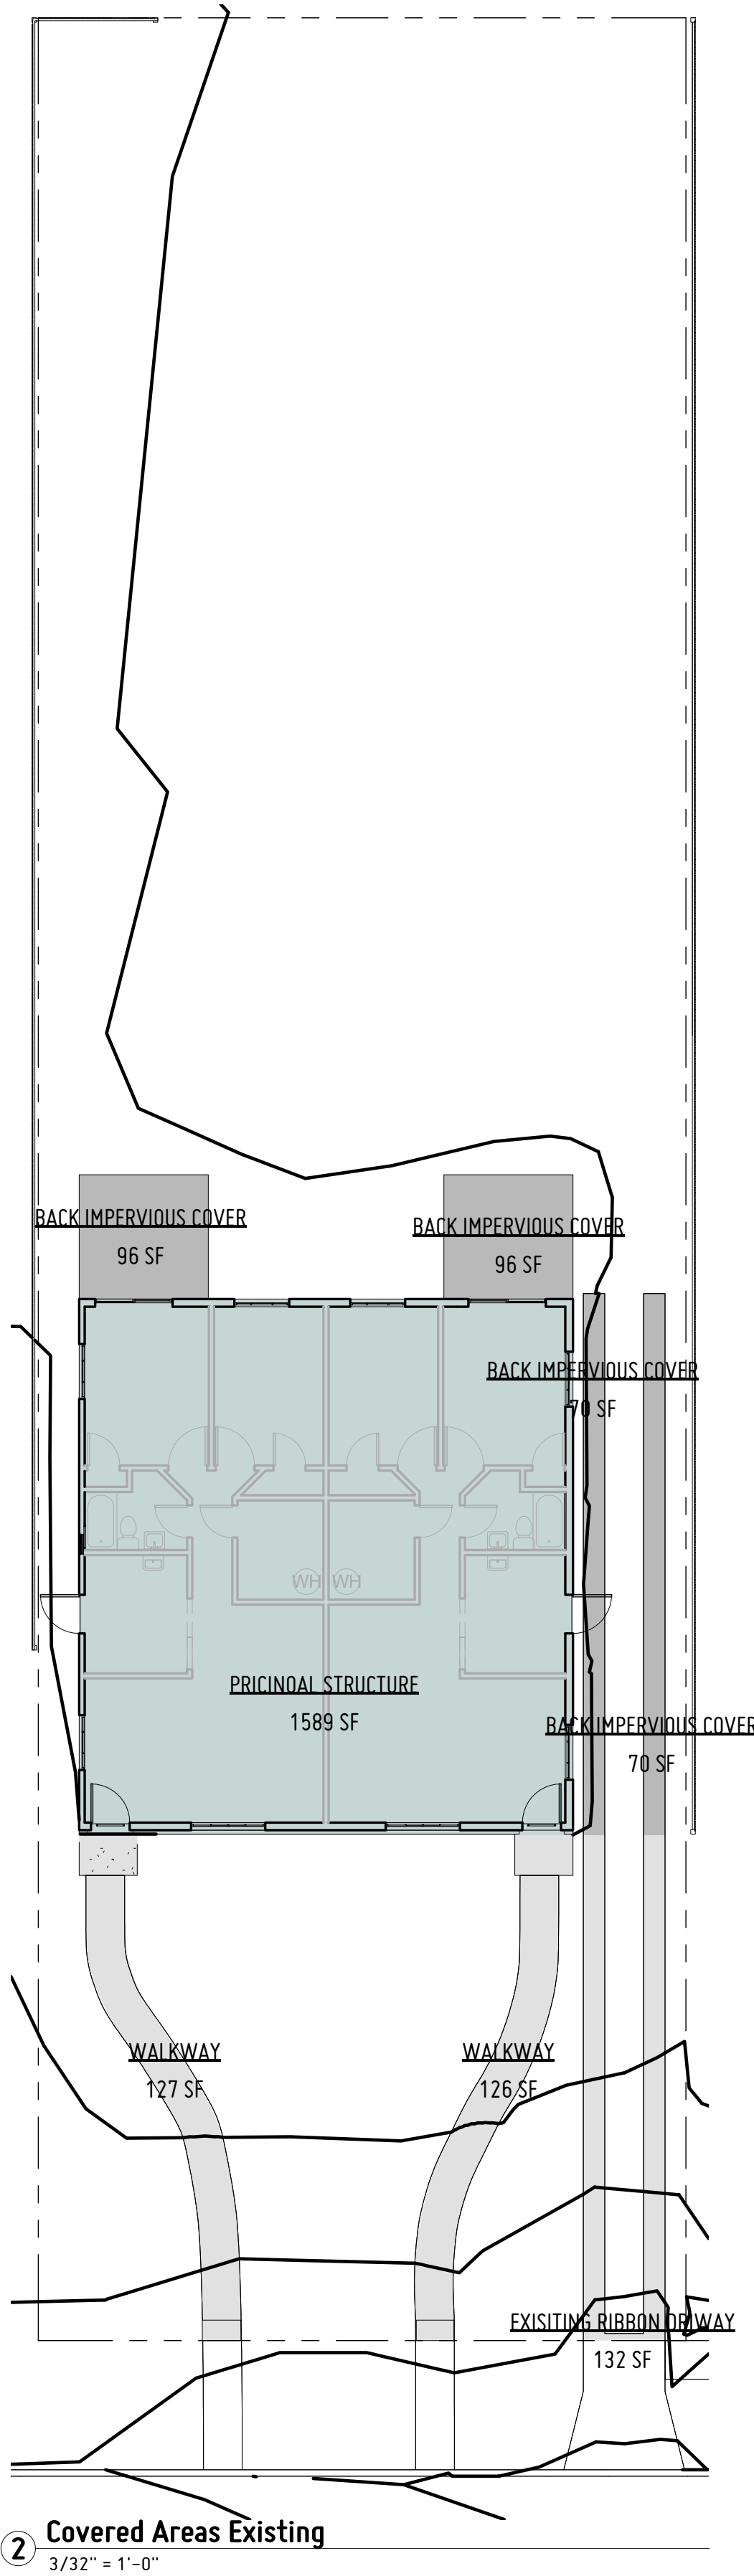 BACK IMPERVIOUS COVER
96 SF
BACK IMPERVIOUS COVER
96 SF
BACK IMPERVIOUS COVER
70 SF
WH WH
PRICINOAL STRUCTURE
1589 SF
BACK IMPERVIOUS COVER
70 SF
WALKWAY
127 SF
WALKWAY
126 SF
EXISITING RIBBON DRIWAY
132 SF
2 Covered Areas Existing
3/32" = 1'-0"